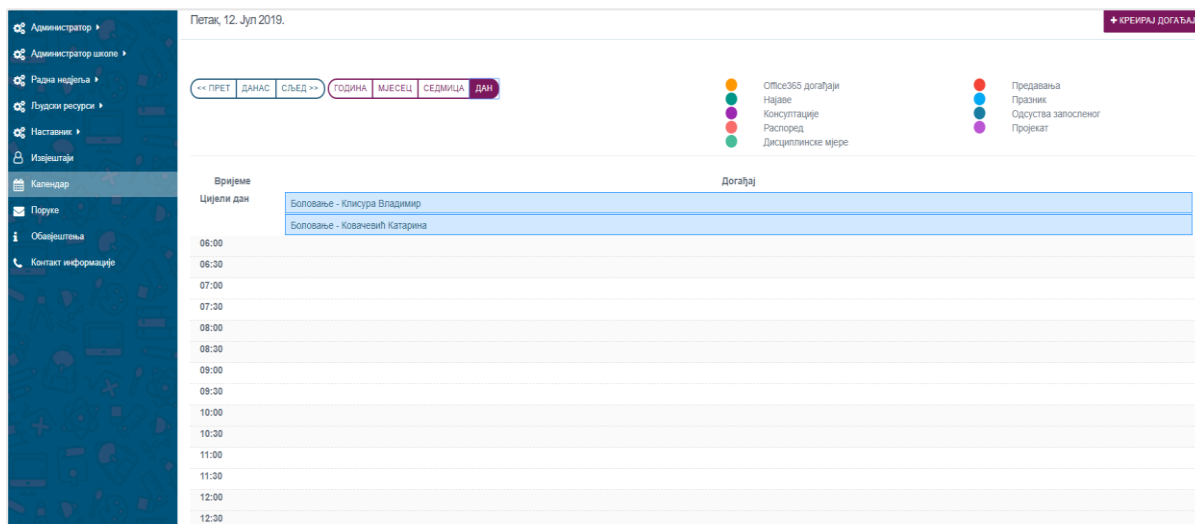 Администратор
Администратор школе
Радна недјеља
Људски ресурси
Наставник
Извјештаји
Календар
Поруке
Обавјештења
Контакт информације
Петак, 12. Јул 2019.
+ КРЕИРАЈ ДОГАЂАЈ
<< ПРЕТ ДАНАС СЉЕД >> ГОДИНА МЈЕСЕЦ СЕДМИЦА ДАН
Office365 догађаји
Најаве
Консултације
Распоред
Дисциплинске мјере
Предавања
Празник
Одсуства запосленог
Пројекат
Вријеме Догађај
Цијели дан
Боловање - Клисура Владимир
Боловање - Ковачевић Катарина
06:00
06:30
07:00
07:30
08:00
08:30
09:00
09:30
10:00
10:30
11:00
11:30
12:00
12:30